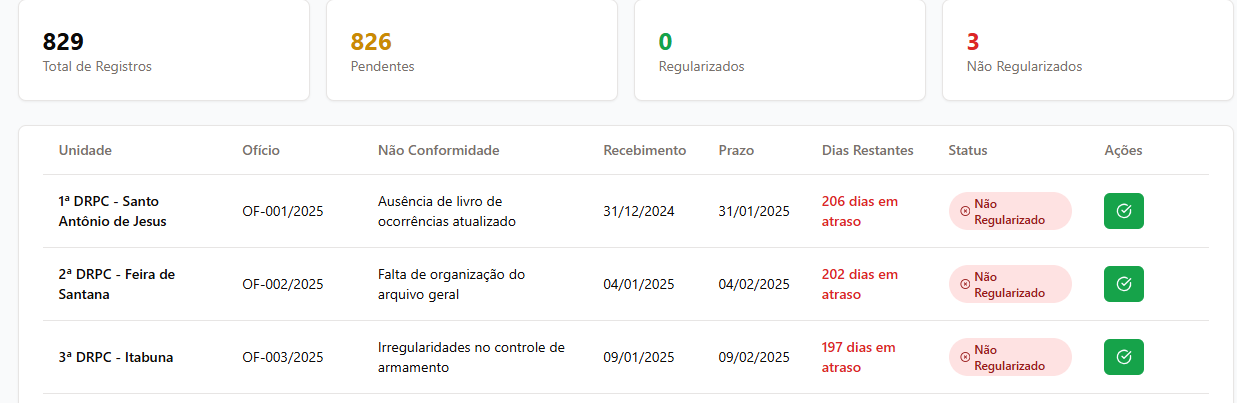 829
Total de Registros
826
Pendentes
0
Regularizados
3
Não Regularizados
Unidade Ofício Não Conformidade Recebimento Prazo Dias Restantes Status Ações
1ª DRPC - Santo
Antônio de Jesus
OF-001/2025
Ausência de livro de
ocorrências atualizado
31/12/2024
31/01/2025
206 dias em
atraso
Não
Regularizado
2ª DRPC - Feira de
Santana
OF-002/2025
Falta de organização do
arquivo geral
04/01/2025
04/02/2025
202 dias em
atraso
Não
Regularizado
3ª DRPC - Itabuna
OF-003/2025
Irregularidades no controle de
armamento
09/01/2025
09/02/2025
197 dias em
atraso
Não
Regularizado